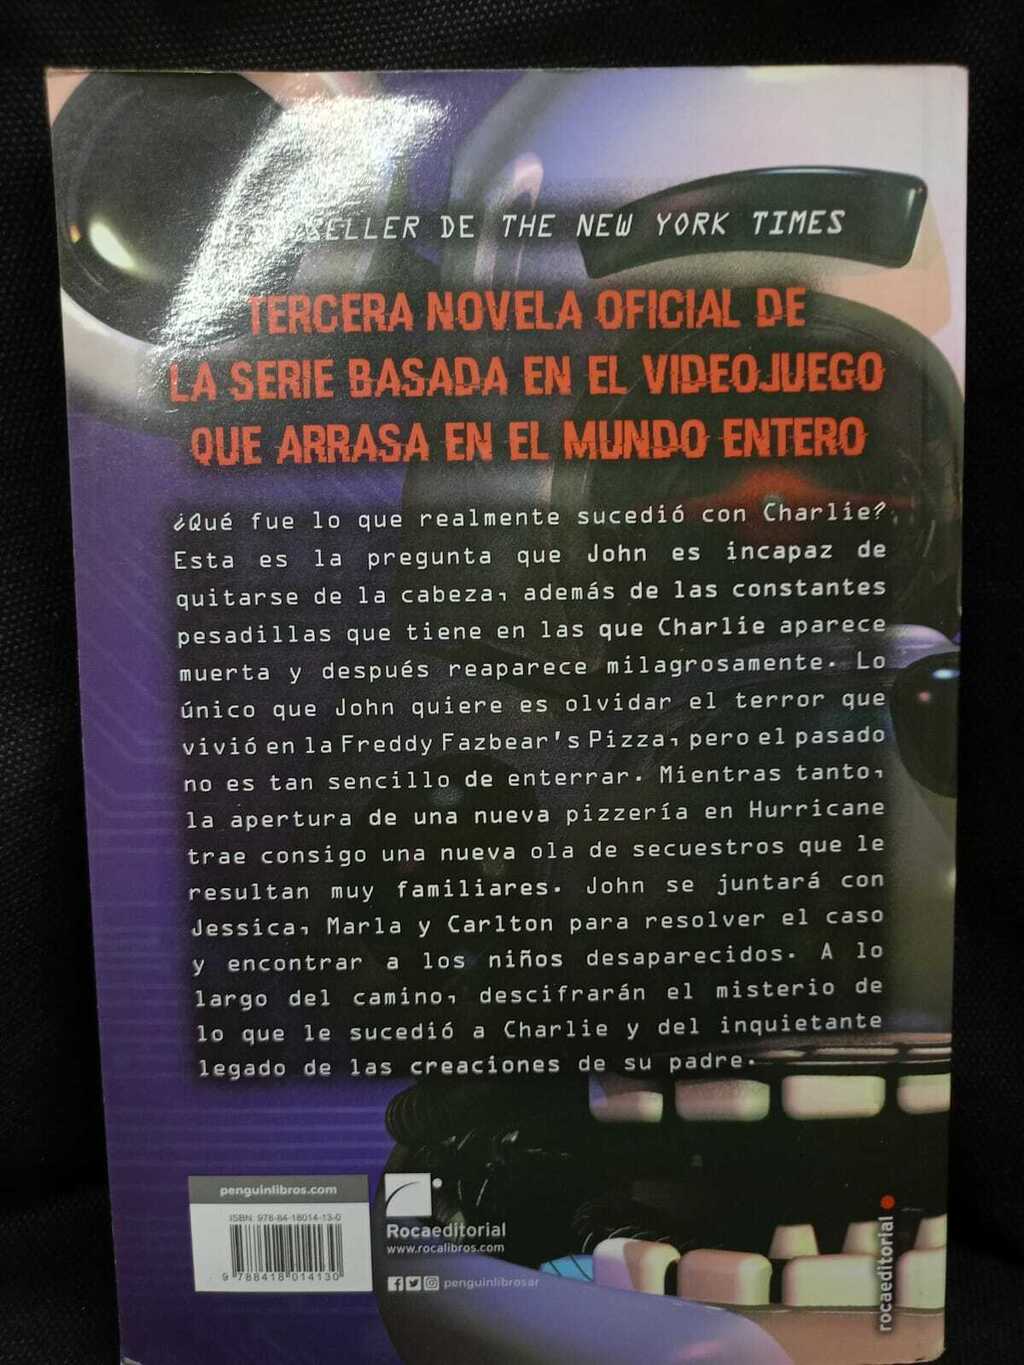 BESTSELLER DE THE NEW YORK TIMES
TERCERA NOVELA OFICIAL DE
LA SERIE BASADA EN EL VIDEOJUEGO
QUE ARRASA EN EL MUNDO ENTERO
¿Qué fue lo que realmente sucedió con Charlie?
Esta es la pregunta que John es incapaz de
quitarse de la cabeza, además de las constantes
pesadillas que tiene en las que Charlie aparece
muerta y después reaparece milagrosamente. Lo
único que John quiere es olvidar el terror que
vivió en la Freddy Fazbear's Pizza, pero el pasado
no es tan sencillo de enterrar. Mientras tanto,
la apertura de una nueva pizzería en Hurricane
trae consigo una nueva ola de secuestros que le
resultan muy familiares. John se juntará con
Jessica, Marla y Carlton para resolver el caso
y encontrar a los niños desaparecidos. A lo
largo del camino, descifrarán el misterio de
lo que le sucedió a Charlie y del inquietante
legado de las creaciones de su padre.
penguinlibros.com
ISBN: 978-84-18014-13-0
9 788418 014130
Rocaeditorial
www.rocalibros.com
penguinlibrosar
rocaeditorial